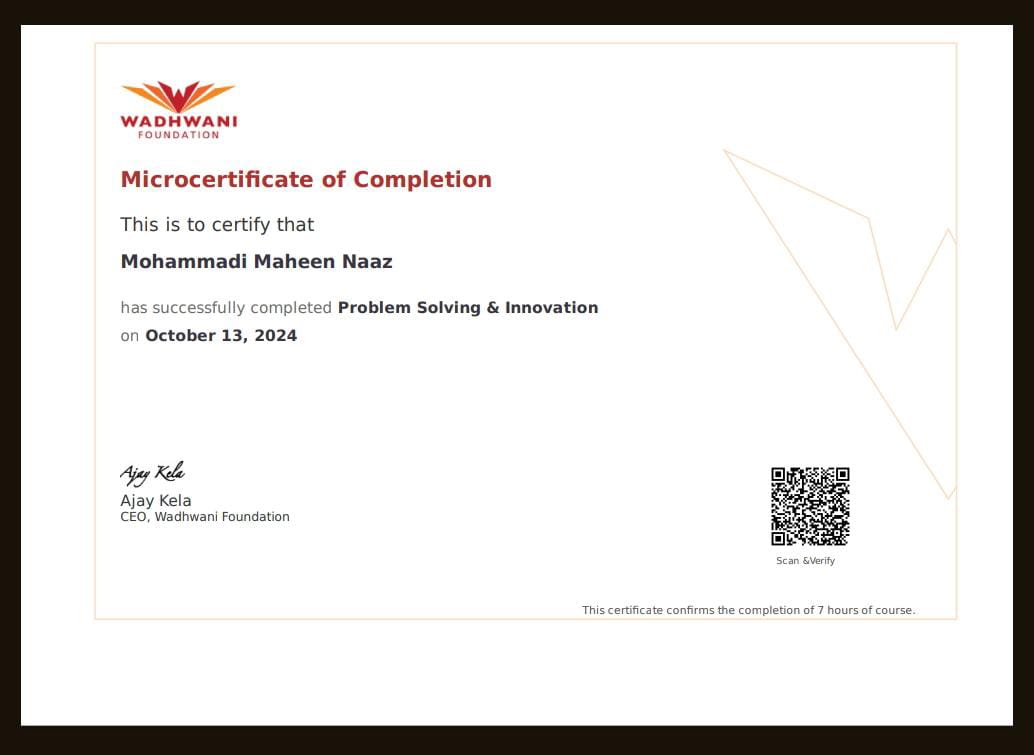 WADHWANI
FOUNDATION
Microcertificate of Completion
This is to certify that
Mohammadi Maheen Naaz
has successfully completed Problem Solving & Innovation
on October 13, 2024
Ajay Kela
Ajay Kela
CEO, Wadhwani Foundation
Scan &Verify
This certificate confirms the completion of 7 hours of course.